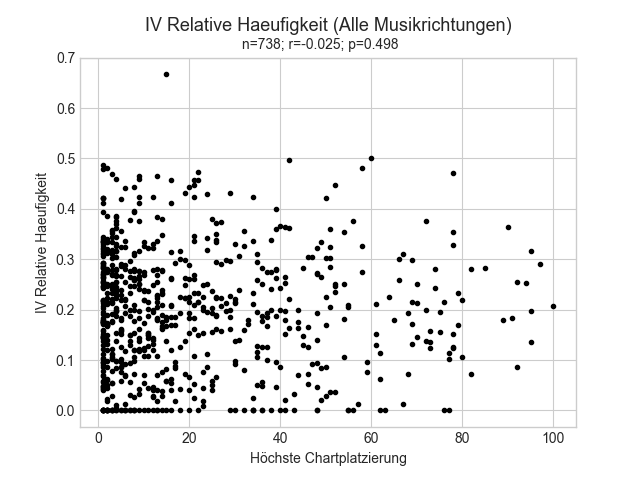 IV Relative Haeufigkeit (Alle Musikrichtungen)
n=738; r=-0.025; p=0.498
0.7
0.6
0.5
0.4
0.3
0.2
0.1
0.0
IV Relative Haeufigkeit
0 20 40 60 80 100
Höchste Chartplatzierung